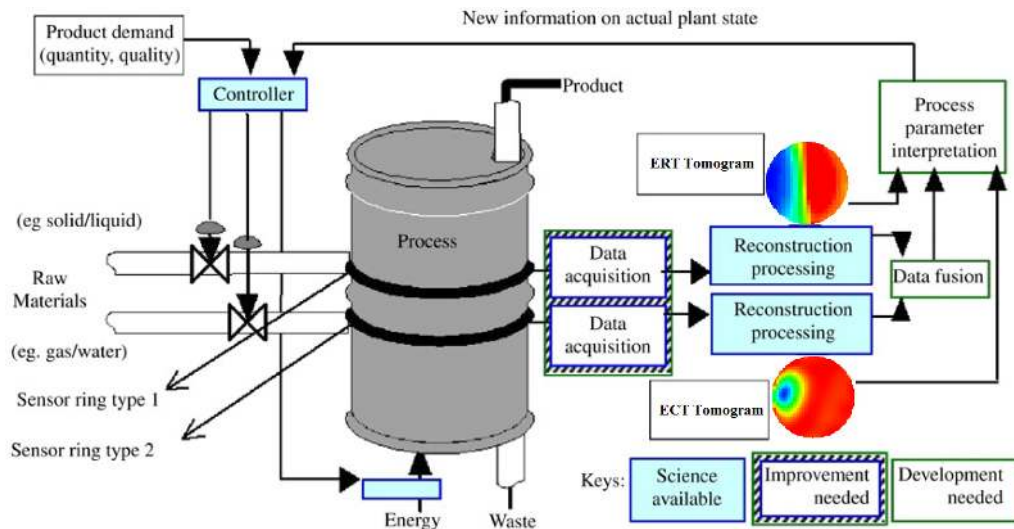 New information on actual plant state
Product demand
(quantity, quality)
Controller
Product
Process
parameter
interpretation
ERT Tomogram
(eg solid/liquid)
Process
Data
acquisition
Reconstruction
processing
Data fusion
Raw
Materials
Data
acquisition
Reconstruction
processing
(eg. gas/water)
Sensor ring type 1
ECT Tomogram
Sensor ring type 2
Keys:
Science
available
Improvement
needed
Development
needed
Energy
Waste